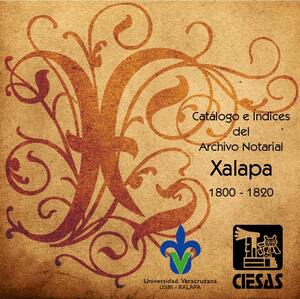 Catálogo e Índices
del
Archivo Notarial
Xalapa
1800 - 1820
Universidad Veracruzana
USBI - XALAPA
CIESAS